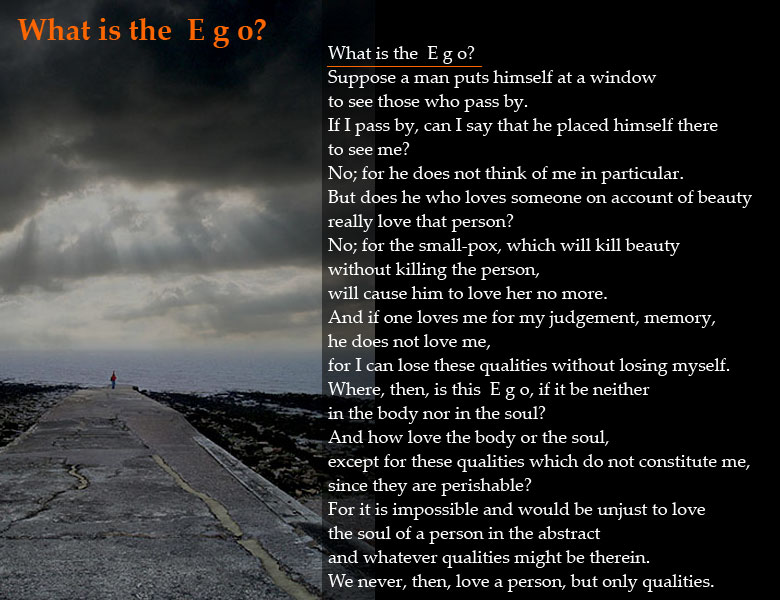 What is the E g o?
What is the E g o?
Suppose a man puts himself at a window
to see those who pass by.
If I pass by, can I say that he placed himself there
to see me?
No; for he does not think of me in particular.
But does he who loves someone on account of beauty
really love that person?
No; for the small-pox, which will kill beauty
without killing the person,
will cause him to love her no more.
And if one loves me for my judgement, memory,
he does not love me,
for I can lose these qualities without losing myself.
Where, then, is this E g o, if it be neither
in the body nor in the soul?
And how love the body or the soul,
except for these qualities which do not constitute me,
since they are perishable?
For it is impossible and would be unjust to love
the soul of a person in the abstract
and whatever qualities might be therein.
We never, then, love a person, but only qualities.